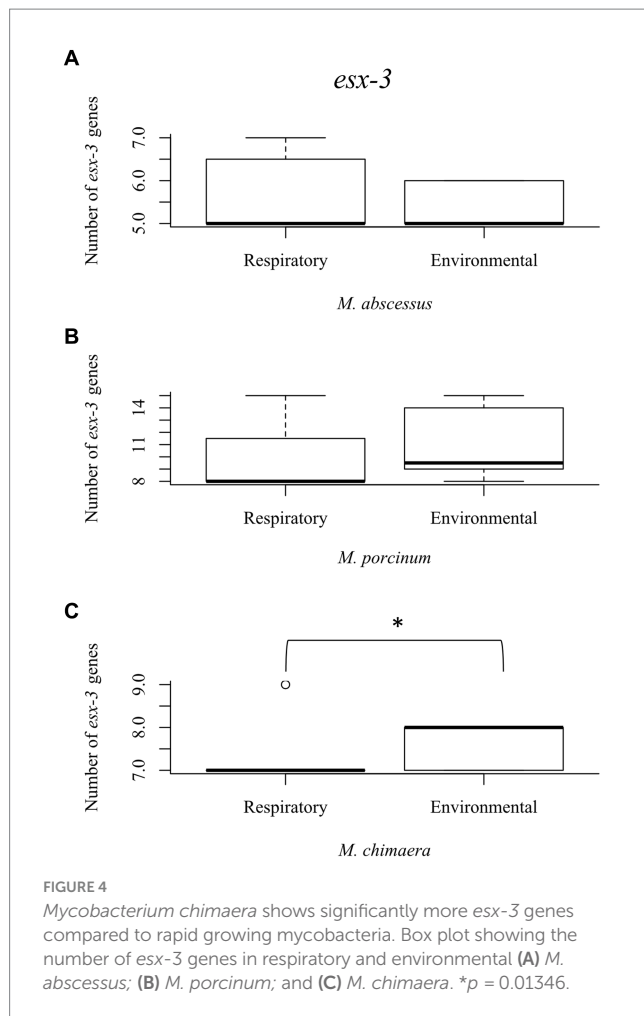 A
esx-3
Number of esx-3 genes
7.0
6.0
5.0
Respiratory
Environmental
M. abscessus
B
Number of esx-3 genes
14
11
8
Respiratory
Environmental
M. porcinum
C
*
Number of esx-3 genes
9.0
8.0
7.0
Respiratory
Environmental
M. chimaera
FIGURE 4
Mycobacterium chimaera shows significantly more esx-3 genes
compared to rapid growing mycobacteria. Box plot showing the
number of esx-3 genes in respiratory and environmental (A) M.
abscessus; (B) M. porcinum; and (C) M. chimaera. *p = 0.01346.